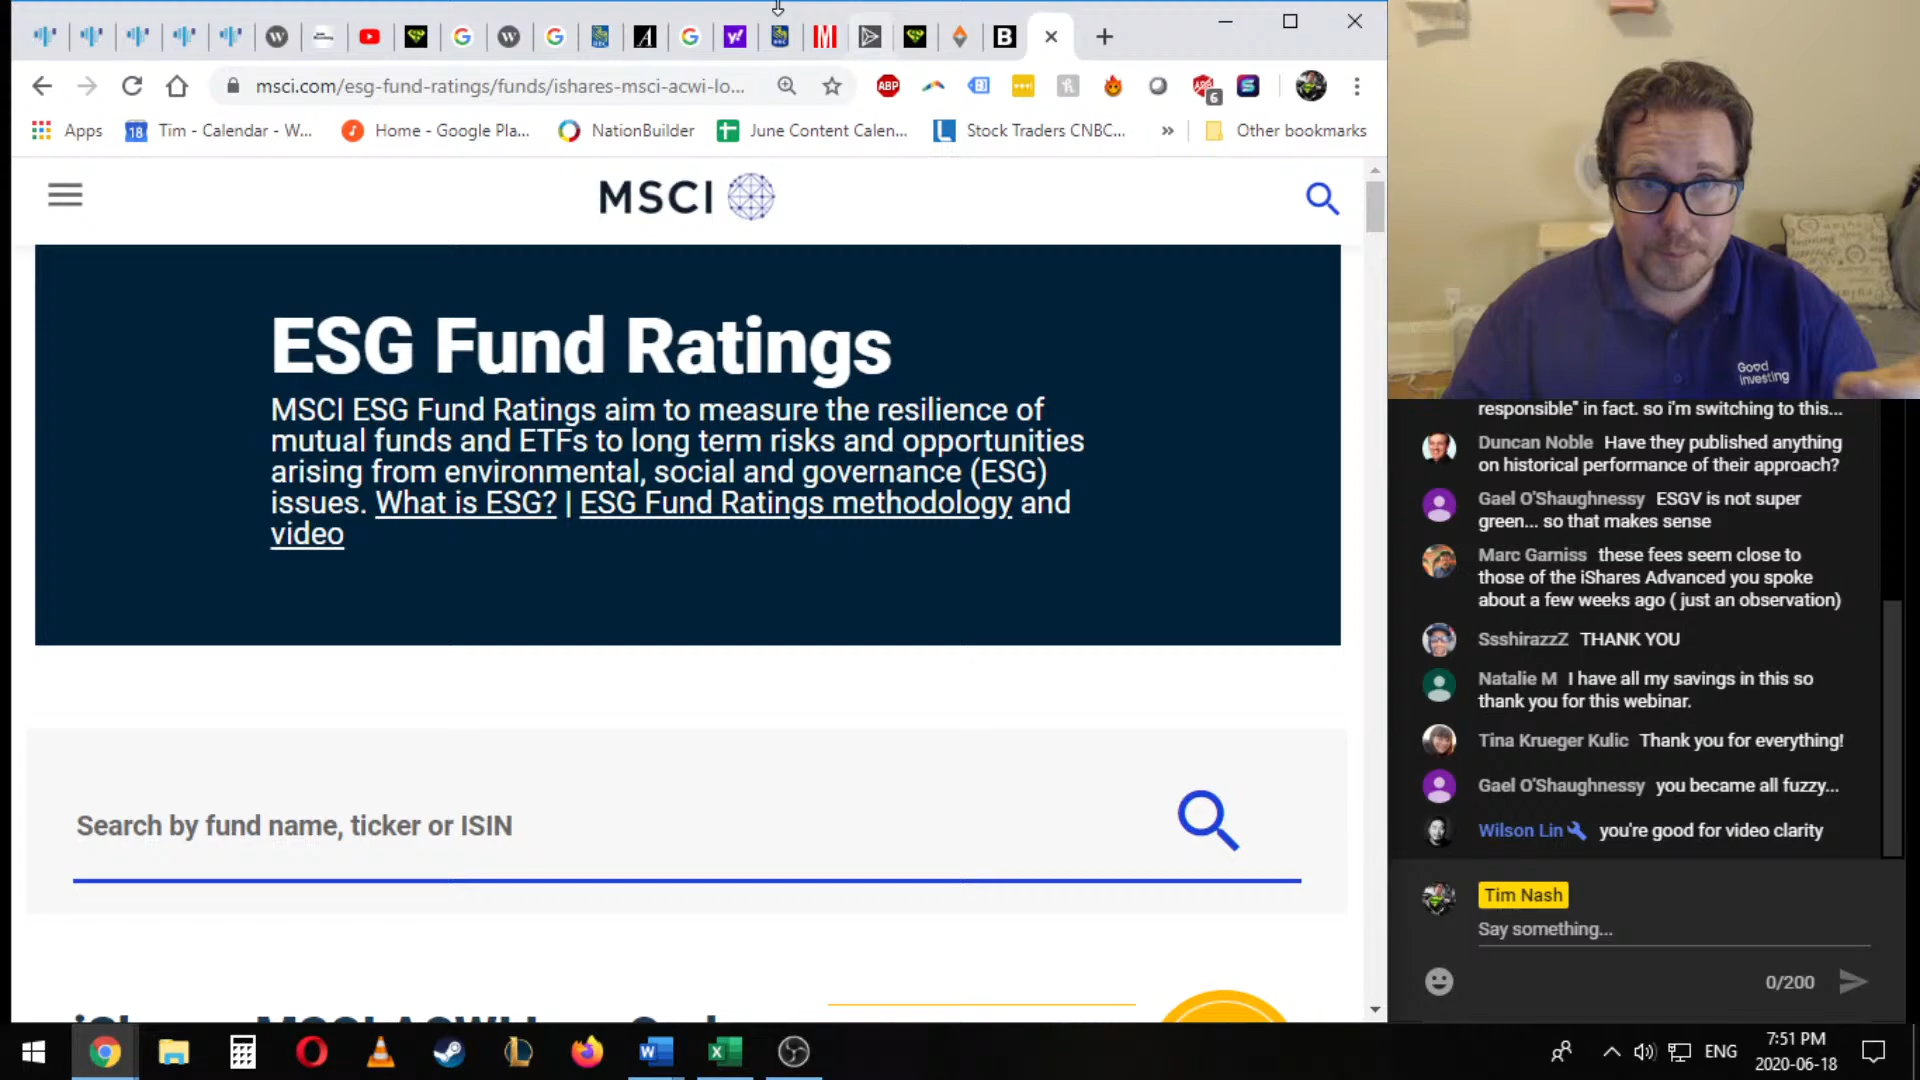 msci.com/esg-fund-ratings/funds/ishares-msci-acwi-lo...
ABP
6
Apps
18
Tim - Calendar - W...
Home - Google Pla...
NationBuilder
June Content Calen...
Stock Traders CNBC...
Other bookmarks
MSCI
ESG Fund Ratings
MSCI ESG Fund Ratings aim to measure the resilience of
mutual funds and ETFs to long term risks and opportunities
arising from environmental, social and governance (ESG)
issues. What is ESG? | ESG Fund Ratings methodology and
video
Search by fund name, ticker or ISIN
Good
Investing
responsible" in fact. so i'm switching to this...
Duncan Noble Have they published anything
on historical performance of their approach?
Gael O'Shaughnessy ESGV is not super
green... so that makes sense
Marc Garniss these fees seem close to
those of the iShares Advanced you spoke
about a few weeks ago ( just an observation)
SsshirazzZ THANK YOU
Natalie M I have all my savings in this so
thank you for this webinar.
Tina Krueger Kulic Thank you for everything!
Gael O'Shaughnessy you became all fuzzy...
Wilson Lin you're good for video clarity
Tim Nash
Say something...
0/200
ENG
7:51 PM
2020-06-18